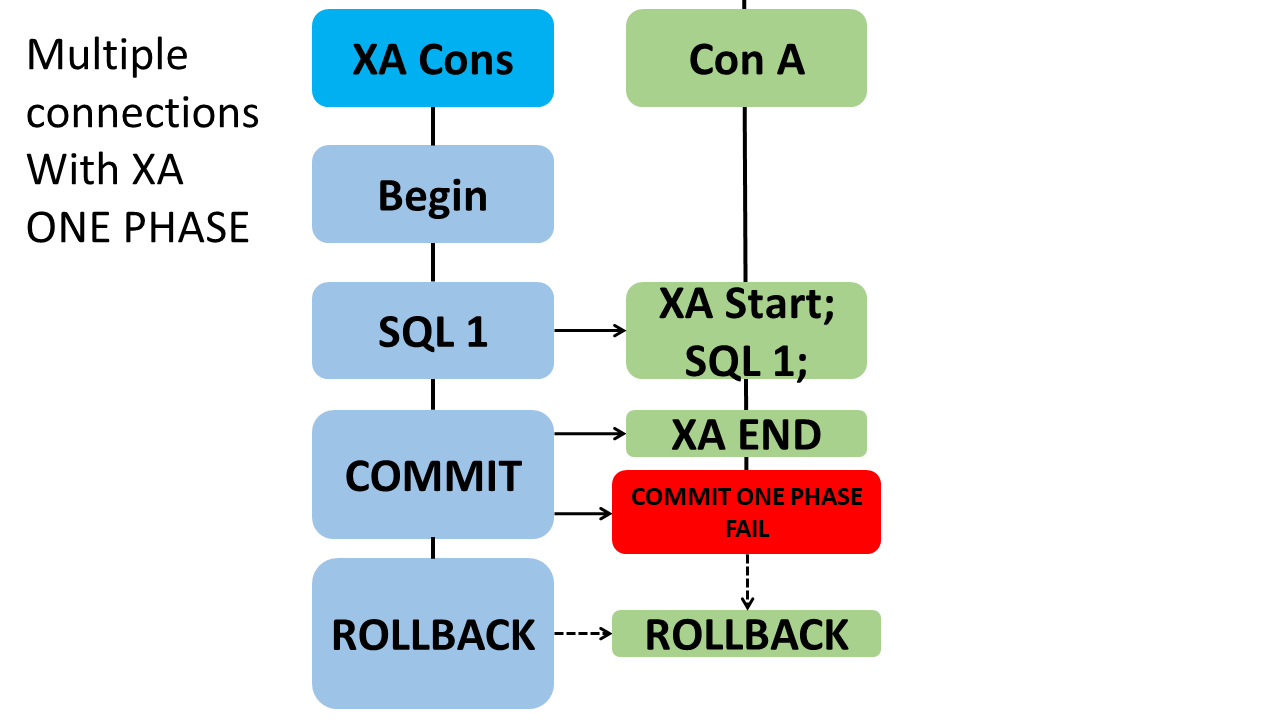 Multiple
connections
With XA
ONE PHASE
XA Cons
Con A
Begin
SQL 1
XA Start;
SQL 1;
COMMIT
XA END
COMMIT ONE PHASE
FAIL
ROLLBACK
ROLLBACK